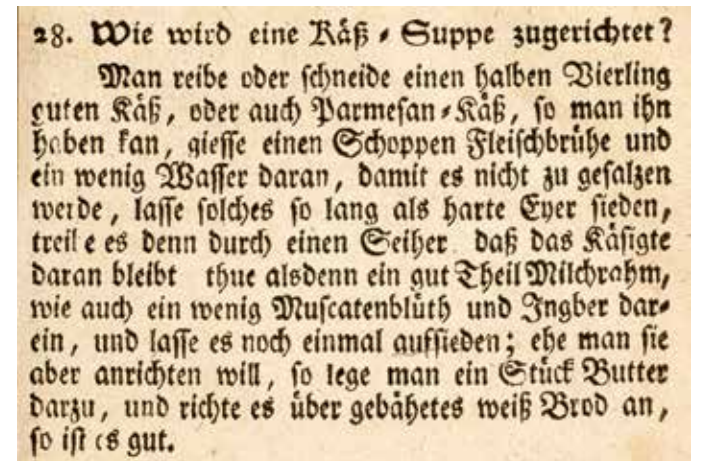 28. Wie wird eine Käß-Suppe zugerichtet?
Man reibe oder schneide einen halben Vierling
guten Käß, oder auch Parmesan-Käß, so man ihn
haben kan, giesse einen Schoppen Fleischbrühe und
ein wenig Wasser daran, damit es nicht zu gesalzen
werde, lasse solches so lang als harte Eyer sieden,
treibe es denn durch einen Seiher daß das Käsigte
daran bleibt thue alsdenn ein gut Theil Milchrahm,
wie auch ein wenig Muscatenblüth und Ingber dar-
ein, und lasse es noch einmal aufsieden; ehe man sie
aber anrichten will, so lege man ein Stück Butter
darzu, und richte es über gebähetes weiß Brod an,
so ist es gut.